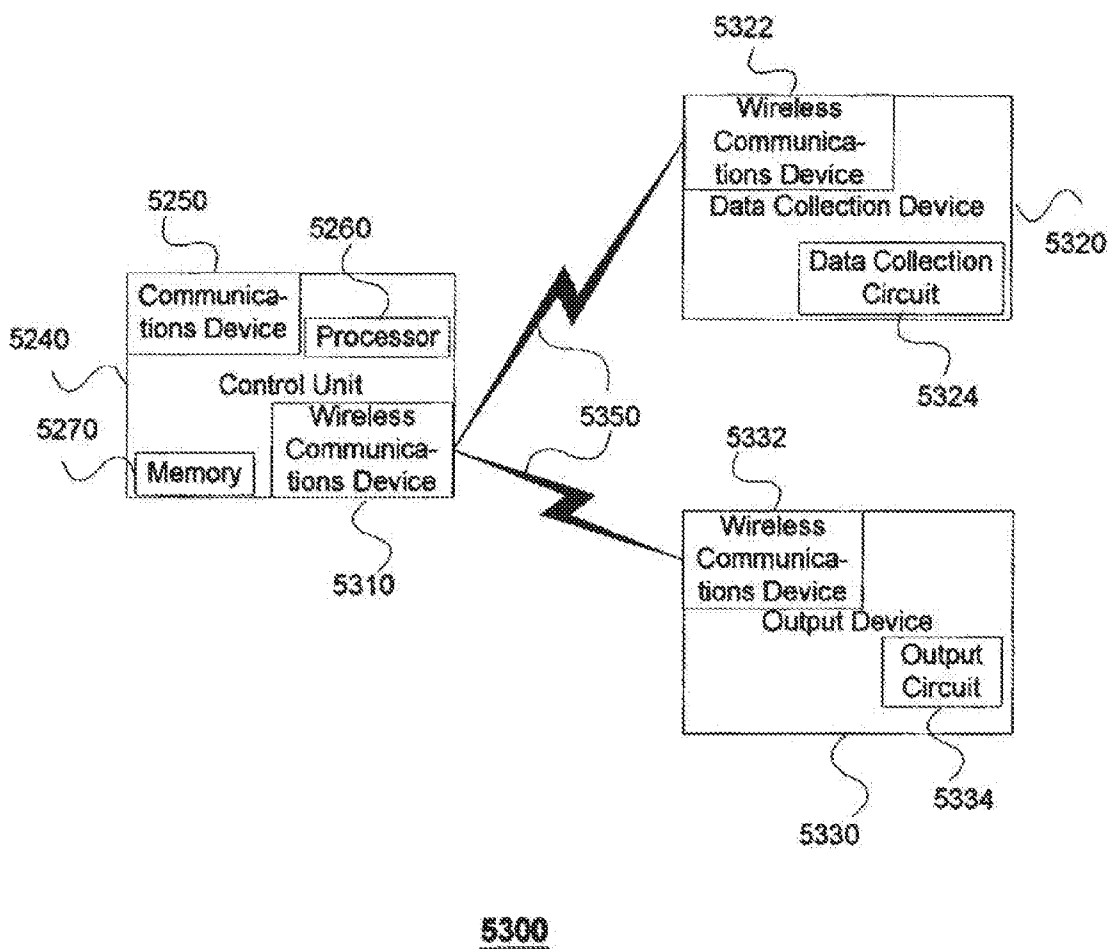 5322
Wireless
Communica-
tions Device
Data Collection Device
5320
Data Collection
Circuit
5324
5250
5260
Communica-
tions Device
Processor
5240
Control Unit
5270
Wireless
Communica-
tions Device
Memory
5310
5350
5332
Wireless
Communica-
tions Device
Output Device
Output
Circuit
5334
5330
5300